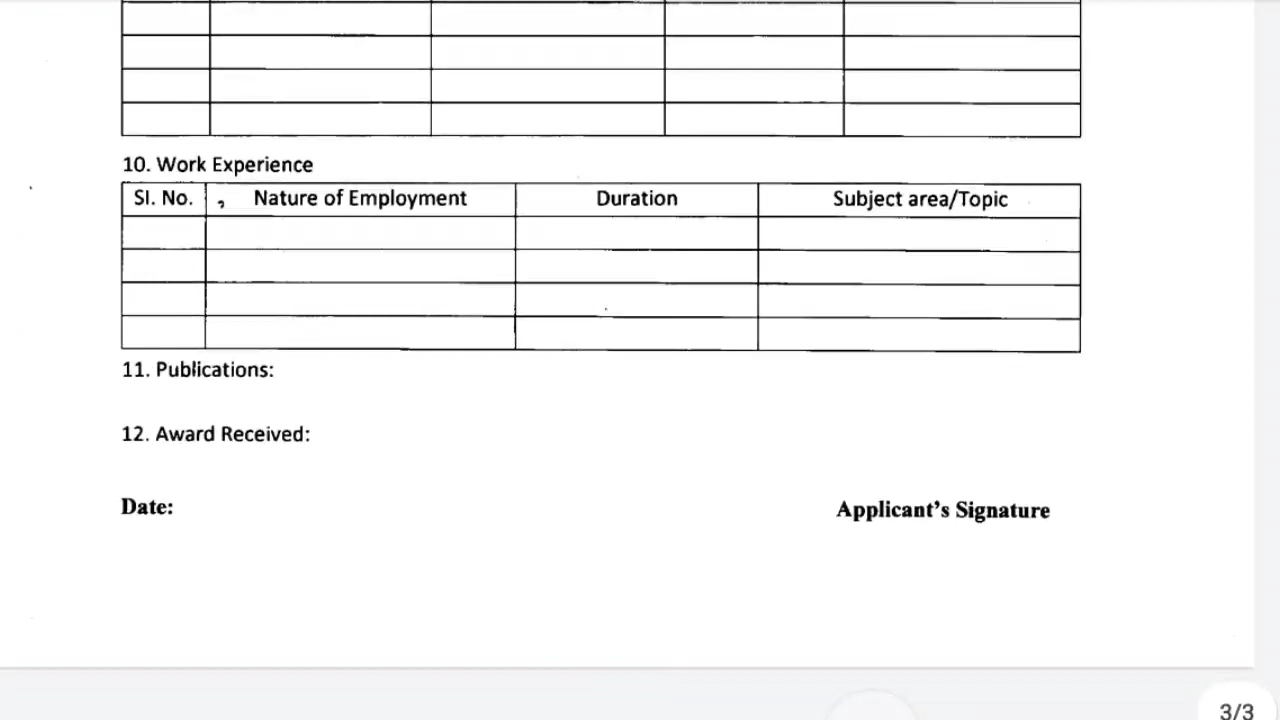 10. Work Experience
Sl. No. , Nature of Employment Duration Subject area/Topic
11. Publications:
12. Award Received:
Date: Applicant's Signature
3/3